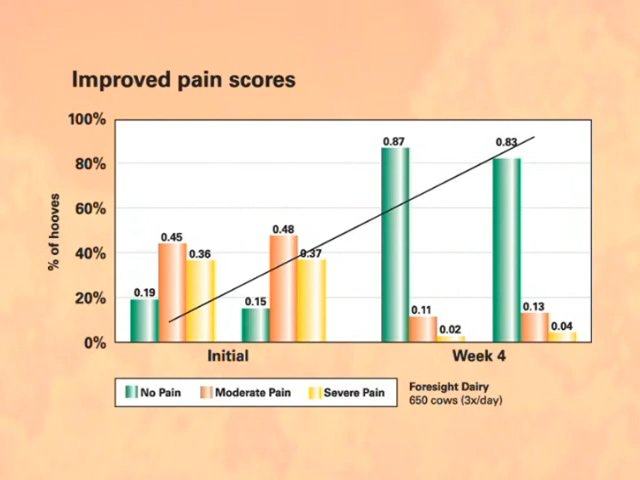 Improved pain scores
100%
80%
60%
40%
20%
0%
% of hooves
0.19
0.45
0.36
0.15
0.48
0.37
0.87
0.11
0.02
0.83
0.13
0.04
Initial
Week 4
No Pain
Moderate Pain
Severe Pain
Foresight Dairy
650 cows (3x/day)